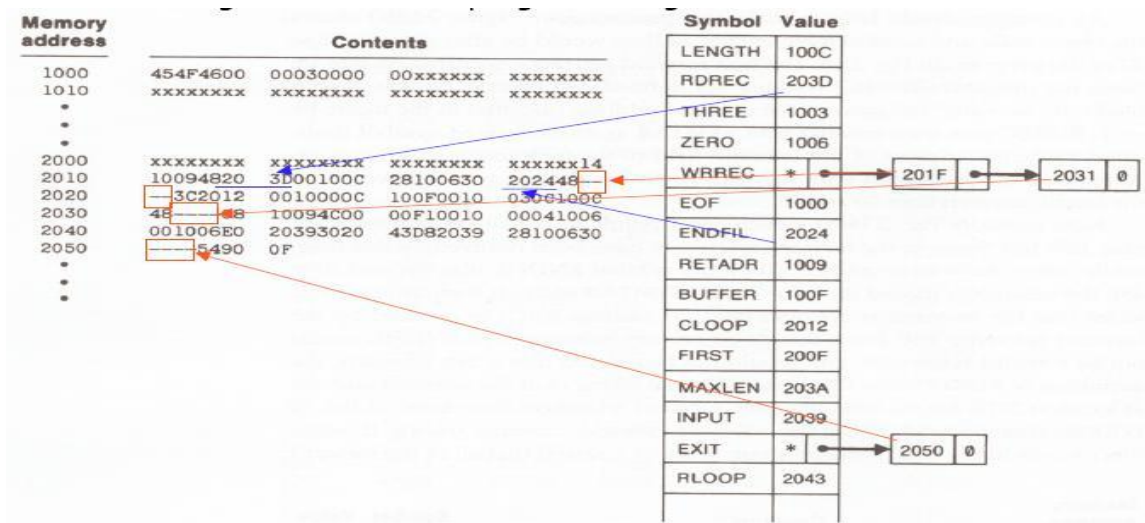 Memory address
Contents
1000 454F4600 00030000 00xxxxxx xxxxxxxx
1010 xxxxxxxx xxxxxxxx xxxxxxxx xxxxxxxx
2000 xxxxxxxx xxxxxxxx xxxxxxxx xxxxxx14
2010 10094820 3D00100C 28100630 202448--
2020 --3C2012 0010000C 100F0010 030C100C
2030 48----08 10094C00 00F10010 00041006
2040 001006E0 20393020 43D82039 28100630
2050 ----5490 0F
Symbol Value
LENGTH 100C
RDREC 203D
THREE 1003
ZERO 1006
WRREC * 201F 2031 Ø
EOF 1000
ENDFIL 2024
RETADR 1009
BUFFER 100F
CLOOP 2012
FIRST 200F
MAXLEN 203A
INPUT 2039
EXIT * 2050 Ø
RLOOP 2043